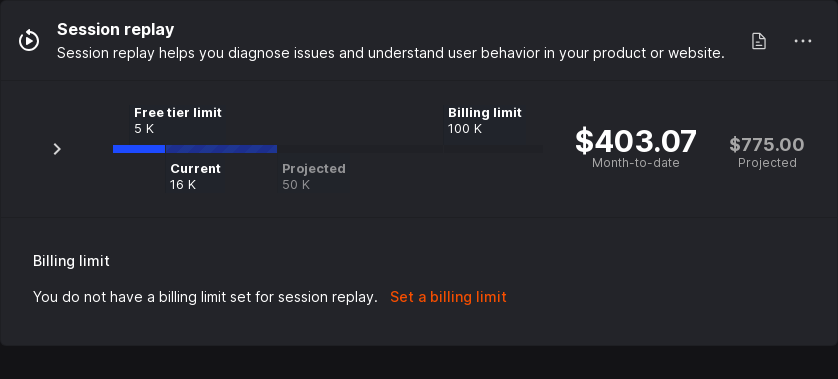 Session replay
Session replay helps you diagnose issues and understand user behavior in your product or website.
Free tier limit
5 K
Billing limit
100 K
Current
16 K
Projected
50 K
$403.07
Month-to-date
$775.00
Projected
Billing limit
You do not have a billing limit set for session replay. Set a billing limit